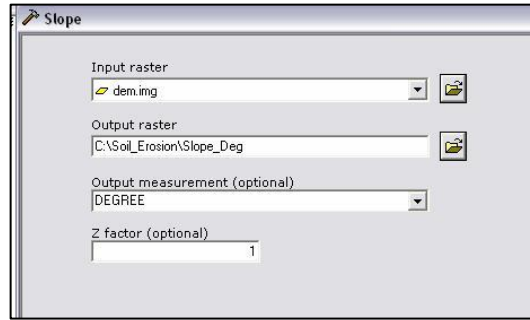 Slope
Input raster
dem.img
Output raster
C:\Soil_Erosion\Slope_Deg
Output measurement (optional)
DEGREE
Z factor (optional)
1